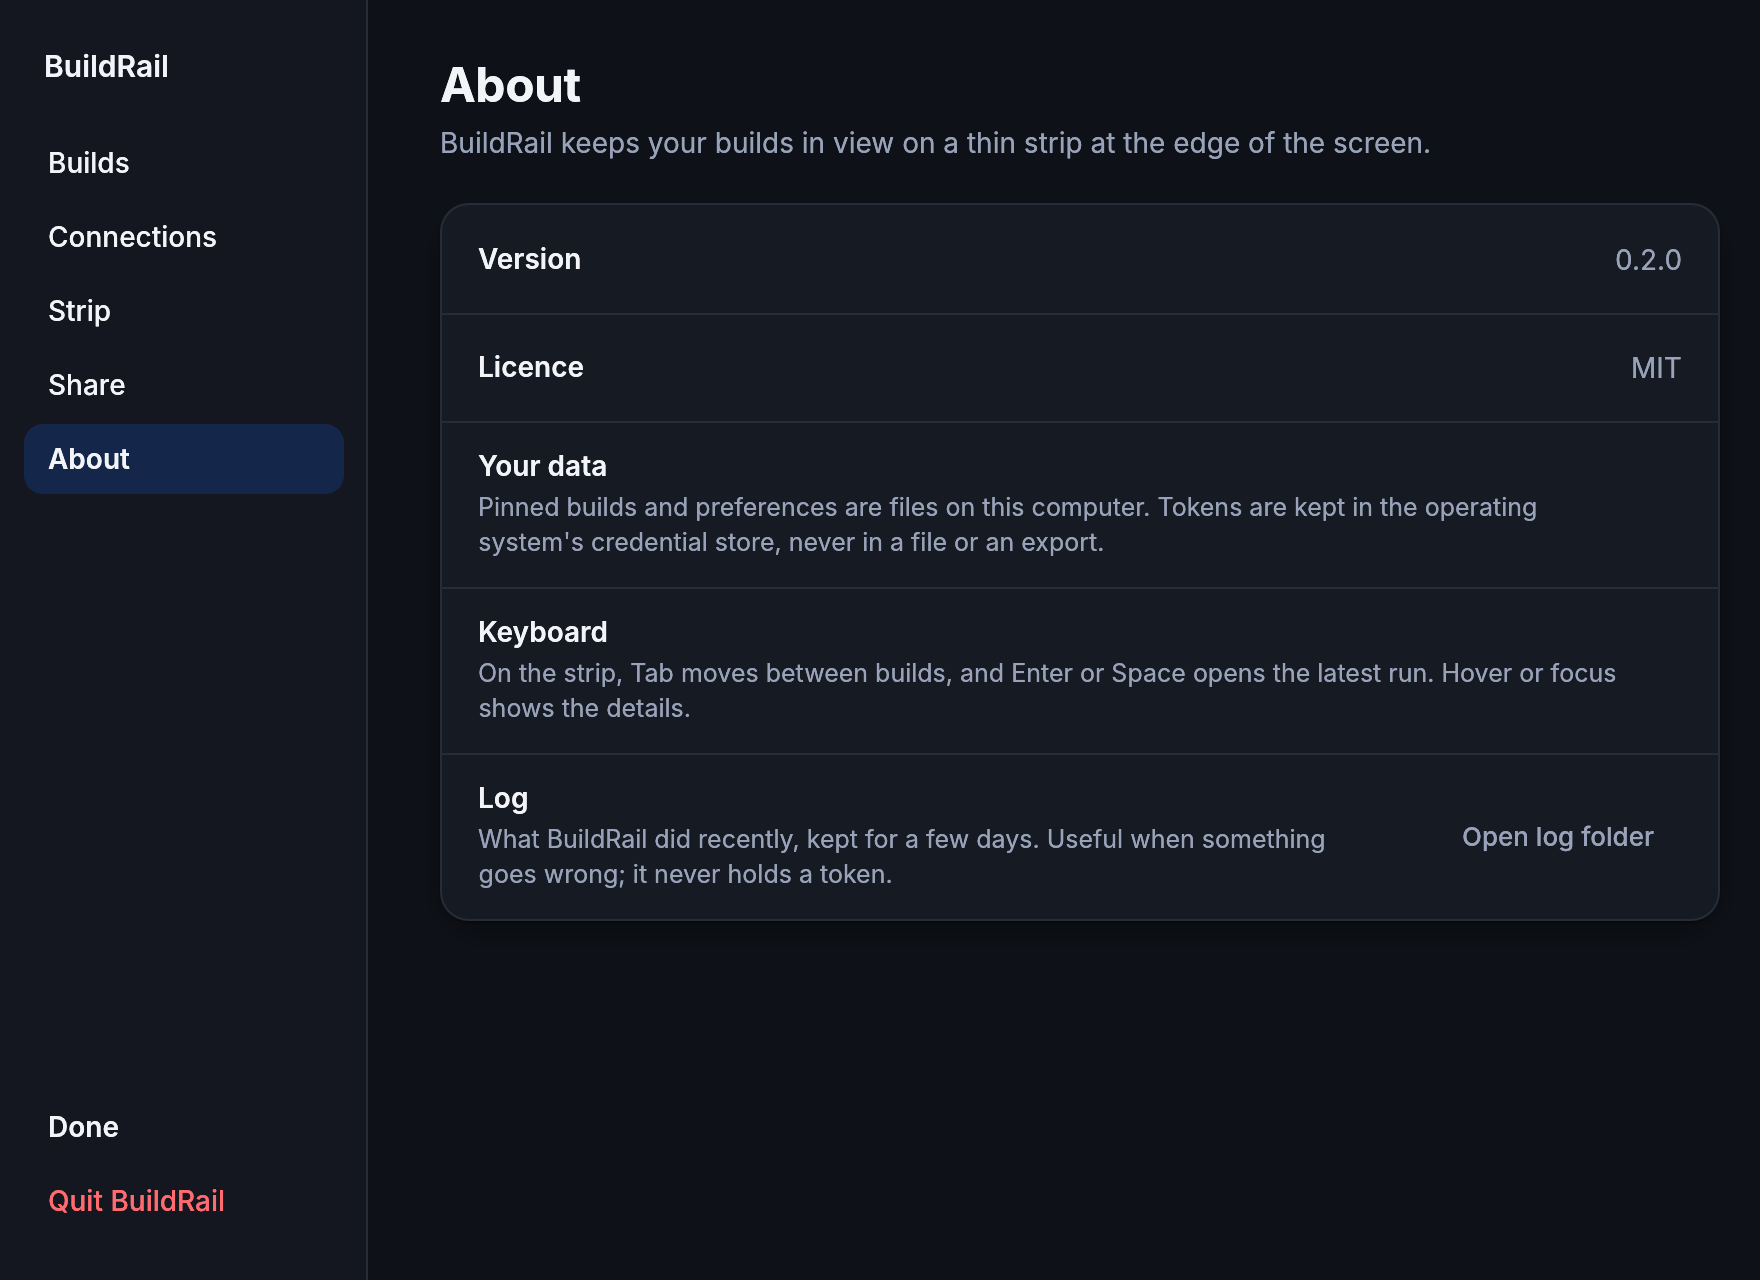 BuildRail
Builds
Connections
Strip
Share
About
Done
Quit BuildRail
About
BuildRail keeps your builds in view on a thin strip at the edge of the screen.
Version
0.2.0
Licence
MIT
Your data
Pinned builds and preferences are files on this computer. Tokens are kept in the operating
system's credential store, never in a file or an export.
Keyboard
On the strip, Tab moves between builds, and Enter or Space opens the latest run. Hover or focus
shows the details.
Log
What BuildRail did recently, kept for a few days. Useful when something
goes wrong; it never holds a token.
Open log folder